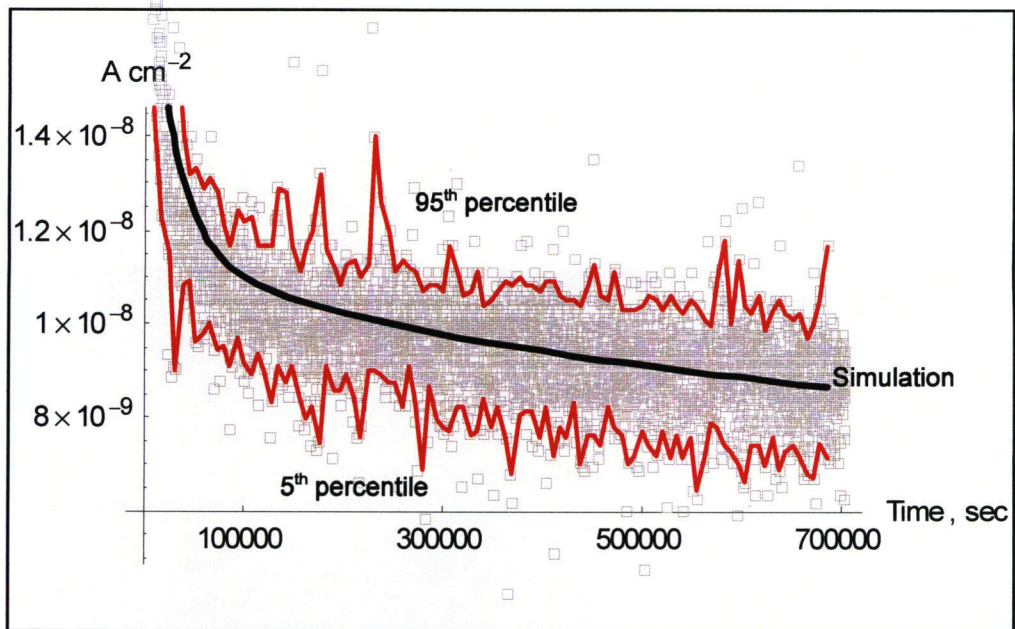 A cm⁻²
1.4 × 10⁻⁸
1.2 × 10⁻⁸
1 × 10⁻⁸
8 × 10⁻⁹
95th percentile
Simulation
5th percentile
Time , sec
100000
300000
500000
700000